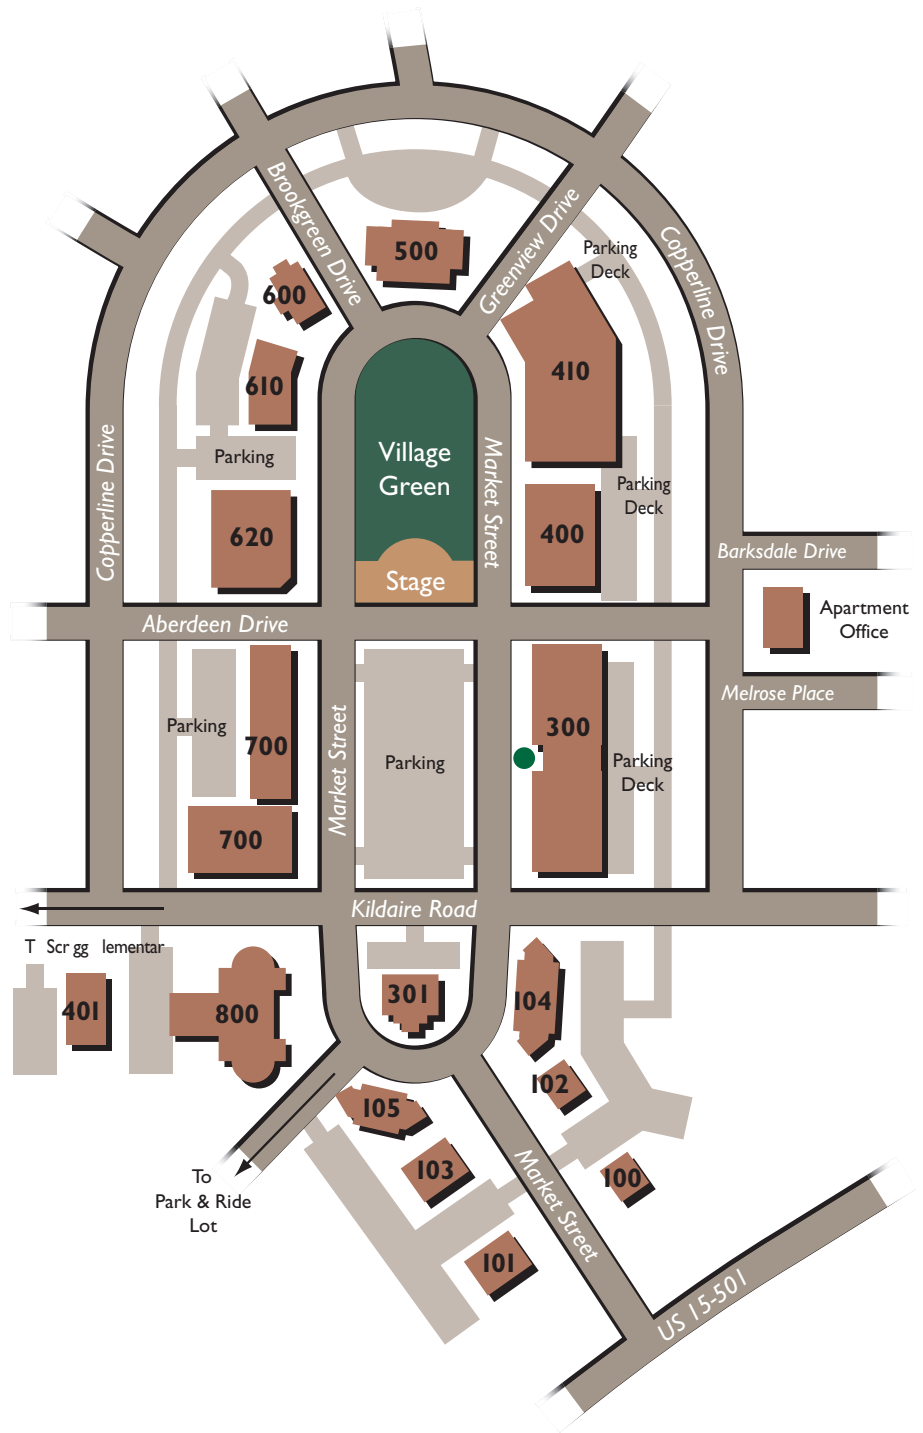 Brookgreen Drive
500
Greenview Drive
Parking
Deck
Copperline Drive
600
410
610
Village
Green
Market Street
Parking
Copperline Drive
Parking
Deck
620
400
Barksdale Drive
Stage
Apartment
Office
Aberdeen Drive
Melrose Place
Parking
700
Market Street
Parking
300
Parking
Deck
700
Kildaire Road
T Scr gg lementar
401
800
301
104
102
105
103
100
To
Park & Ride
Lot
Market Street
101
US 15-501